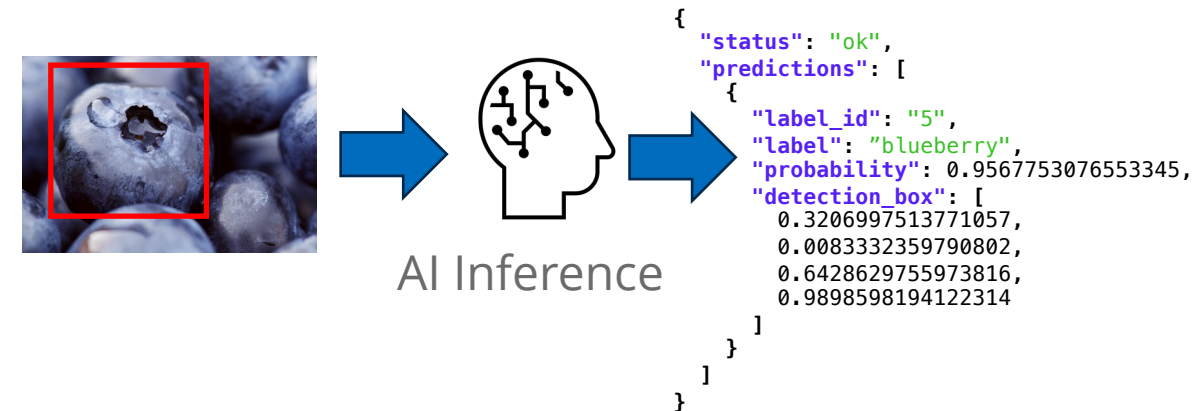 {
"status": "ok",
"predictions": [
{
"label_id": "5",
"label": ”blueberry",
"probability": 0.9567753076553345,
"detection_box": [
0.3206997513771057,
0.0083332359790802,
0.6428629755973816,
0.9898598194122314
]
}
]
}
AI Inference